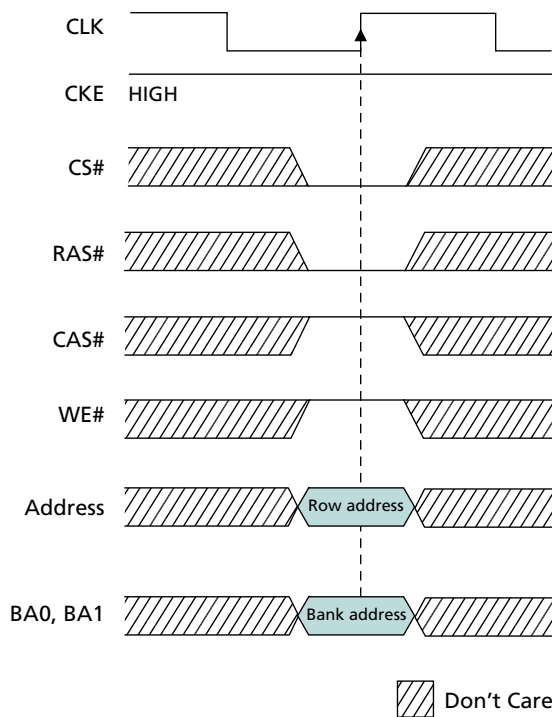 CLK
CKE HIGH
CS#
RAS#
CAS#
WE#
Address Row address
BA0, BA1 Bank address
Don't Care